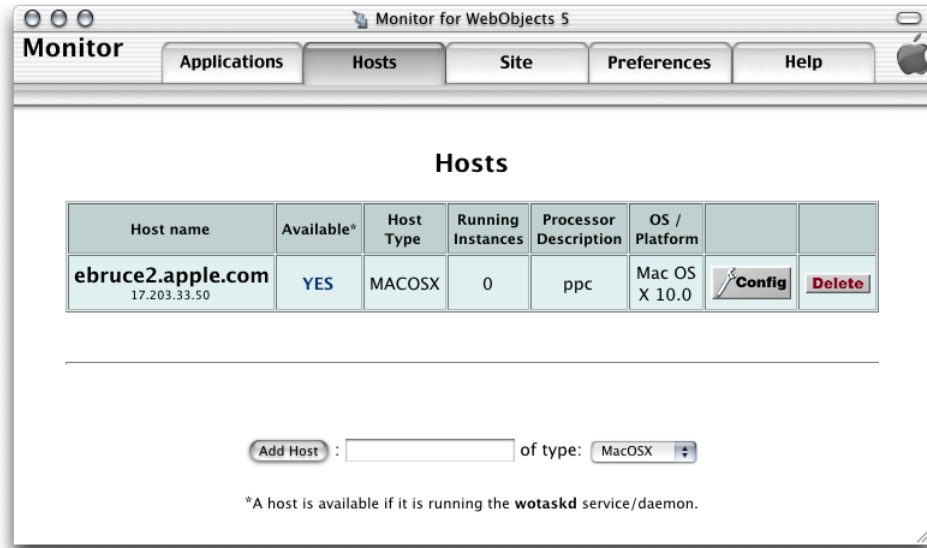 Monitor for WebObjects 5
Monitor
Applications
Hosts
Site
Preferences
Help
Hosts
Host name
Available*
Host Type
Running Instances
Processor Description
OS / Platform
ebruce2.apple.com
17.203.33.50
YES
MACOSX
0
ppc
Mac OS X 10.0
Config
Delete
Add Host : of type: MacOSX
*A host is available if it is running the wotaskd service/daemon.